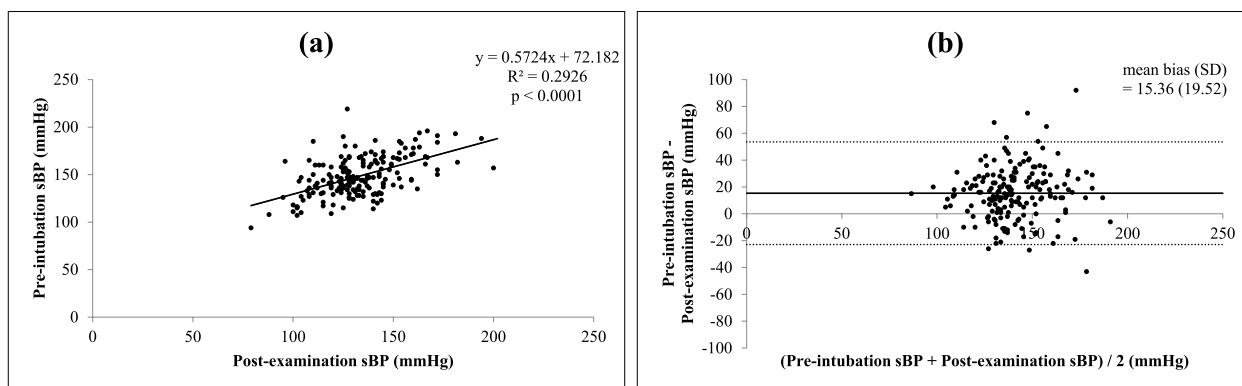 (a)
y = 0.5724x + 72.182
R² = 0.2926
p < 0.0001
Pre-intubation sBP (mmHg)
250
200
150
100
50
0
0 50 100 150 200 250
Post-examination sBP (mmHg)
(b)
mean bias (SD)
= 15.36 (19.52)
Pre-intubation sBP -
Post-examination sBP (mmHg)
100
80
60
40
20
0
-20
-40
-60
-80
-100
0 50 100 150 200 250
(Pre-intubation sBP + Post-examination sBP) / 2 (mmHg)